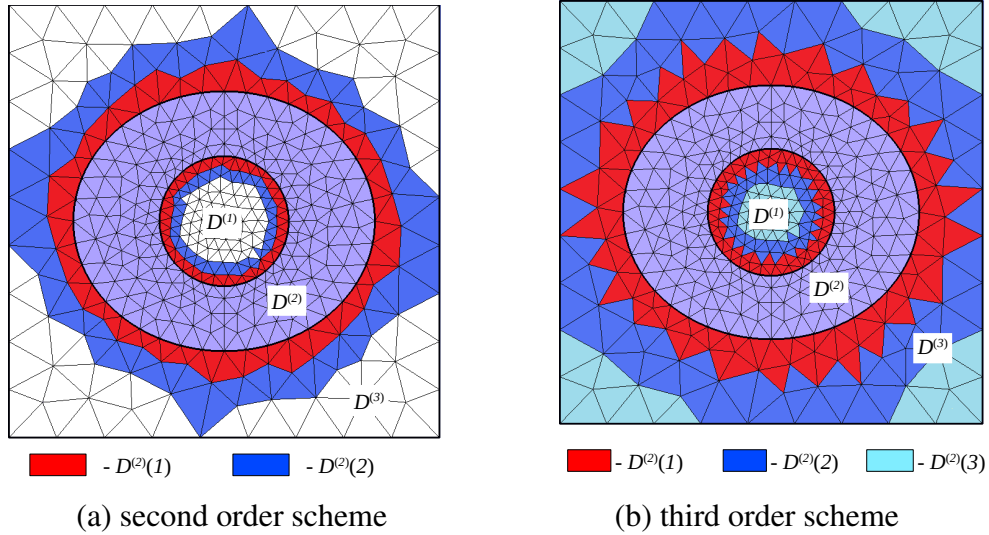 D⁽¹⁾
D⁽²⁾
D⁽³⁾
- D⁽²⁾(1) - D⁽²⁾(2)
(a) second order scheme
D⁽¹⁾
D⁽²⁾
D⁽³⁾
- D⁽²⁾(1) - D⁽²⁾(2) - D⁽²⁾(3)
(b) third order scheme